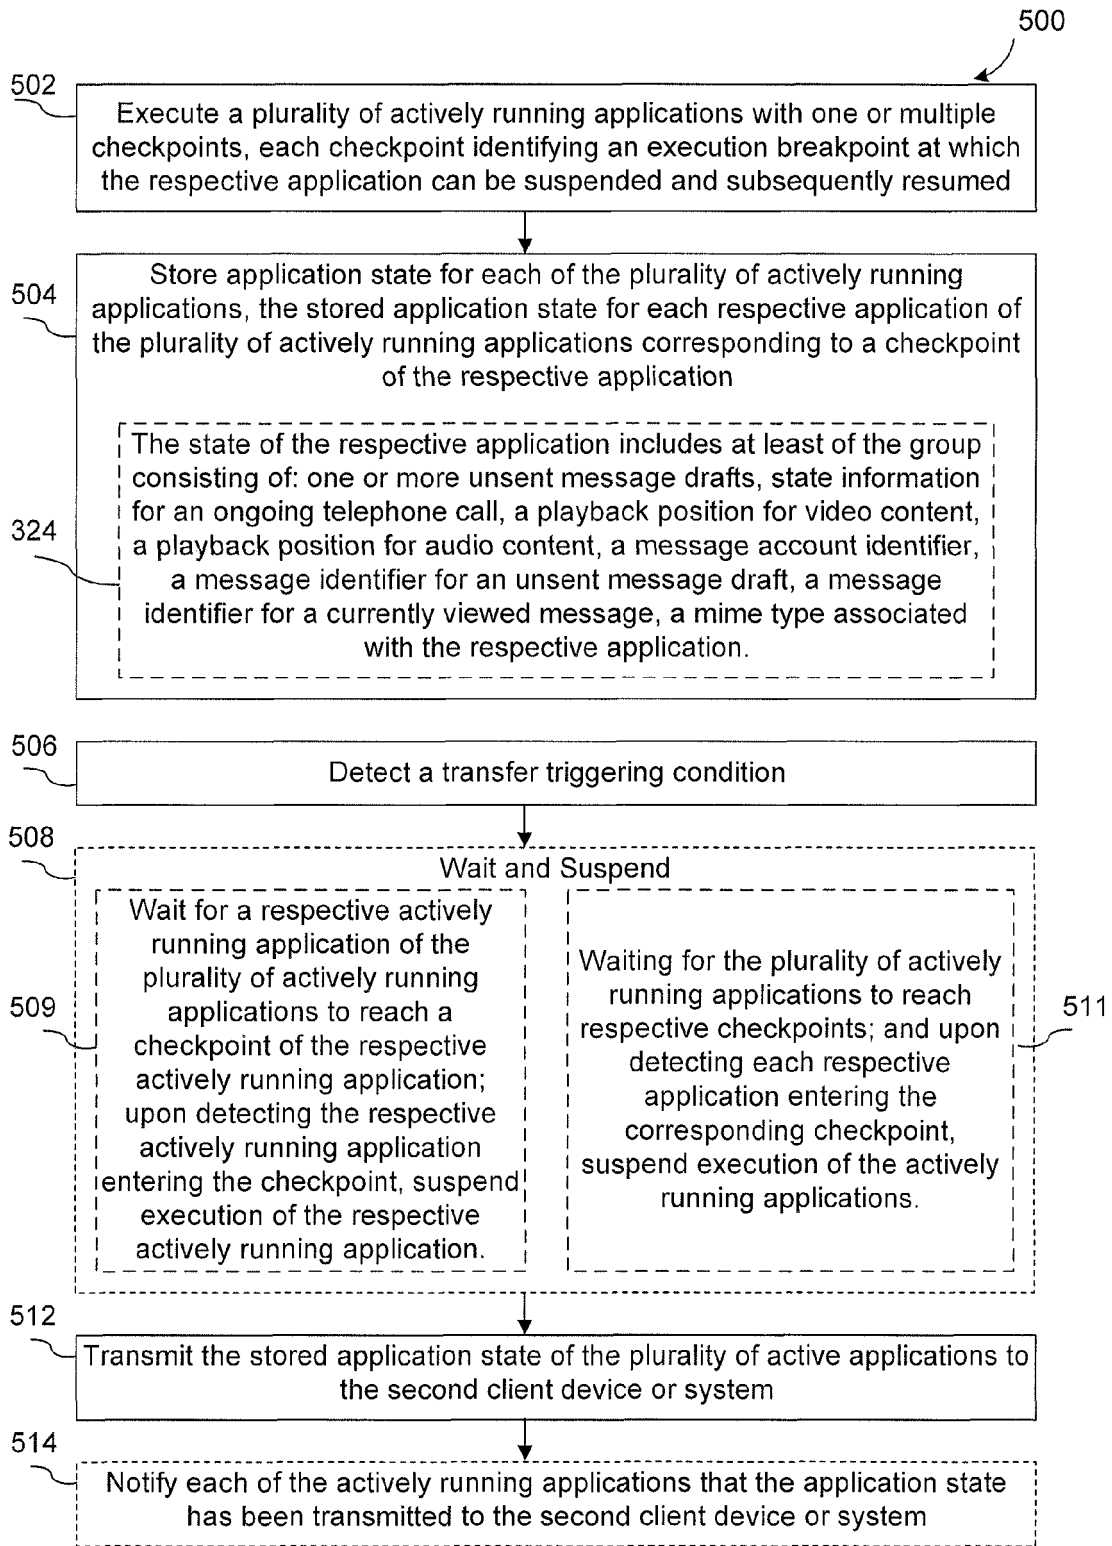 500
502
Execute a plurality of actively running applications with one or multiple
checkpoints, each checkpoint identifying an execution breakpoint at which
the respective application can be suspended and subsequently resumed
504
Store application state for each of the plurality of actively running
applications, the stored application state for each respective application of
the plurality of actively running applications corresponding to a checkpoint
of the respective application
324
The state of the respective application includes at least of the group
consisting of: one or more unsent message drafts, state information
for an ongoing telephone call, a playback position for video content,
a playback position for audio content, a message account identifier,
a message identifier for an unsent message draft, a message
identifier for a currently viewed message, a mime type associated
with the respective application.
506
Detect a transfer triggering condition
508
Wait and Suspend
509
Wait for a respective actively
running application of the
plurality of actively running
applications to reach a
checkpoint of the respective
actively running application;
upon detecting the respective
actively running application
entering the checkpoint, suspend
execution of the respective
actively running application.
Waiting for the plurality of actively
running applications to reach
respective checkpoints; and upon
detecting each respective
application entering the
corresponding checkpoint,
suspend execution of the actively
running applications.
511
512
Transmit the stored application state of the plurality of active applications to
the second client device or system
514
Notify each of the actively running applications that the application state
has been transmitted to the second client device or system